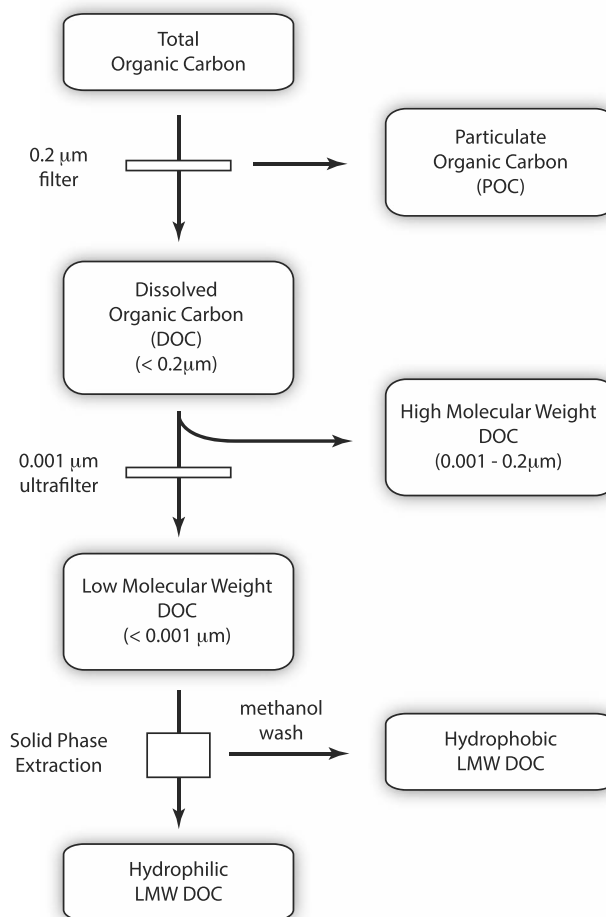 Total
Organic Carbon
0.2 μm
filter
Particulate
Organic Carbon
(POC)
Dissolved
Organic Carbon
(DOC)
(< 0.2μm)
High Molecular Weight
DOC
(0.001 - 0.2μm)
0.001 μm
ultrafilter
Low Molecular Weight
DOC
(< 0.001 μm)
Solid Phase
Extraction
methanol
wash
Hydrophobic
LMW DOC
Hydrophilic
LMW DOC